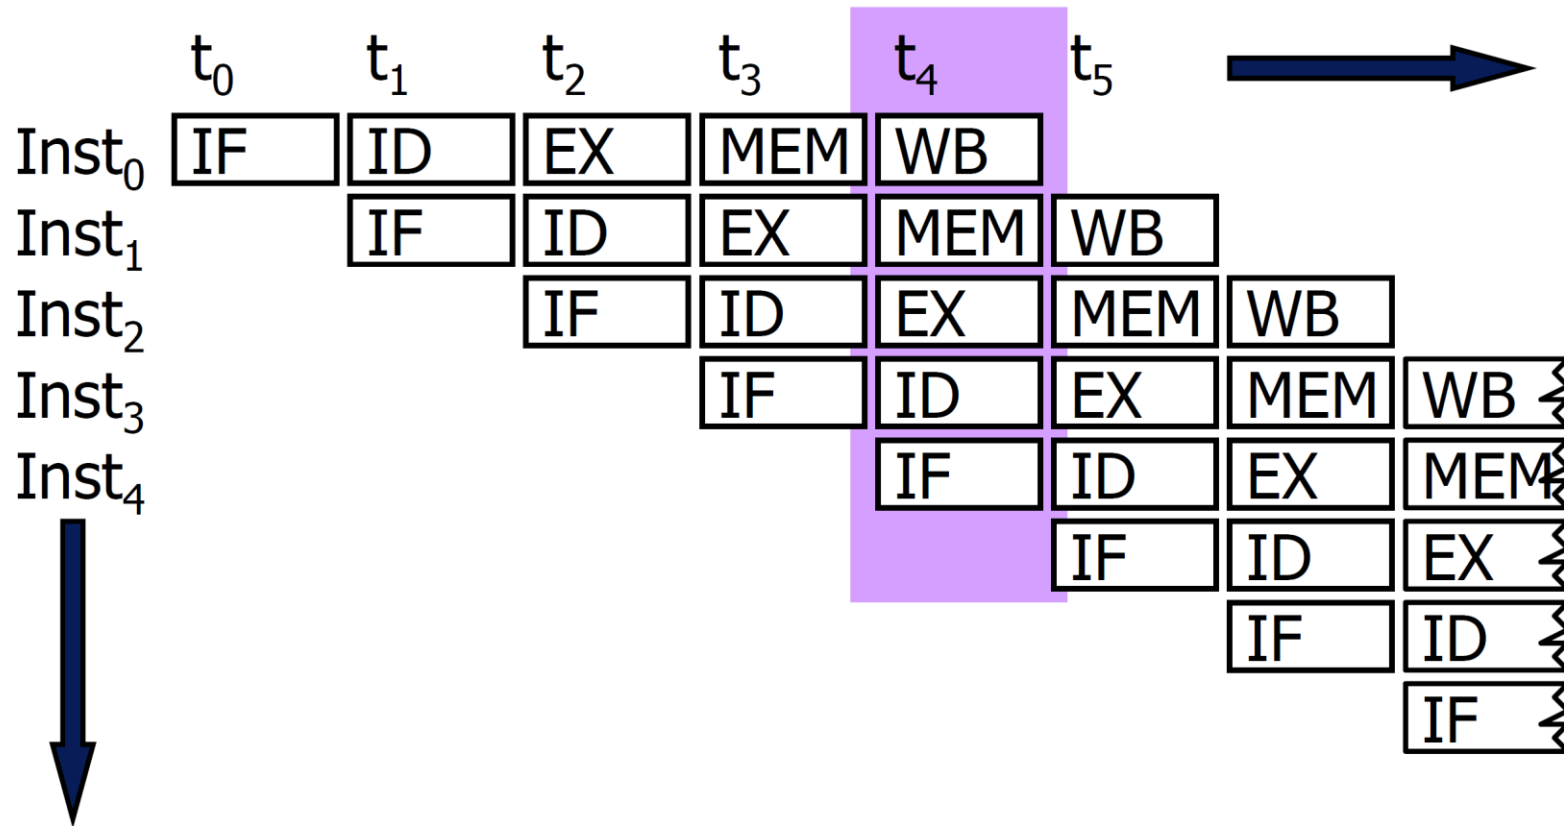 t₀ t₁ t₂ t₃ t₄ t₅
Inst₀ IF ID EX MEM WB
Inst₁ IF ID EX MEM WB
Inst₂ IF ID EX MEM WB
Inst₃ IF ID EX MEM WB
Inst₄ IF ID EX MEM
IF ID EX
IF ID
IF